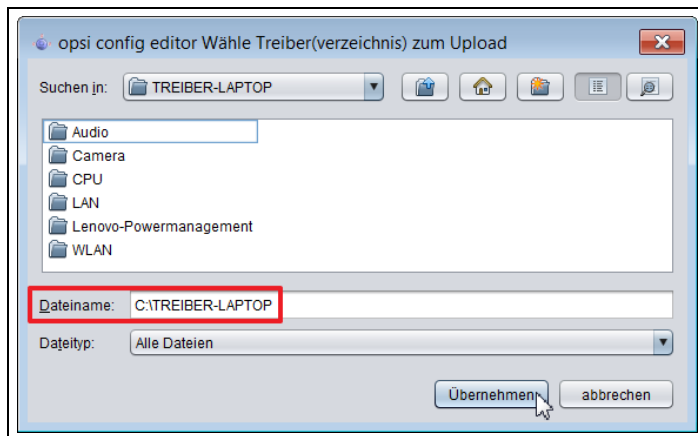 opsi config editor Wähle Treiber(verzeichnis) zum Upload
Suchen in: TREIBER-LAPTOP
Audio
Camera
CPU
LAN
Lenovo-Powermanagement
WLAN
Dateiname: C:\TREIBER-LAPTOP
Dateityp: Alle Dateien
Übernehmen abbrechen